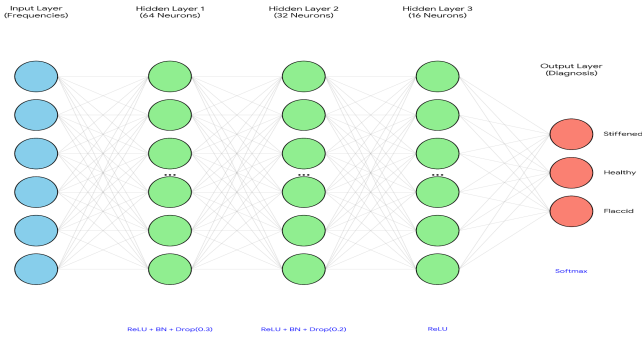 Input Layer
(Frequencies)
Hidden Layer 1
(64 Neurons)
Hidden Layer 2
(32 Neurons)
Hidden Layer 3
(16 Neurons)
Output Layer
(Diagnosis)
Stiffened
Healthy
Flaccid
...
...
...
Softmax
ReLU + BN + Drop(0.3)
ReLU + BN + Drop(0.2)
ReLU